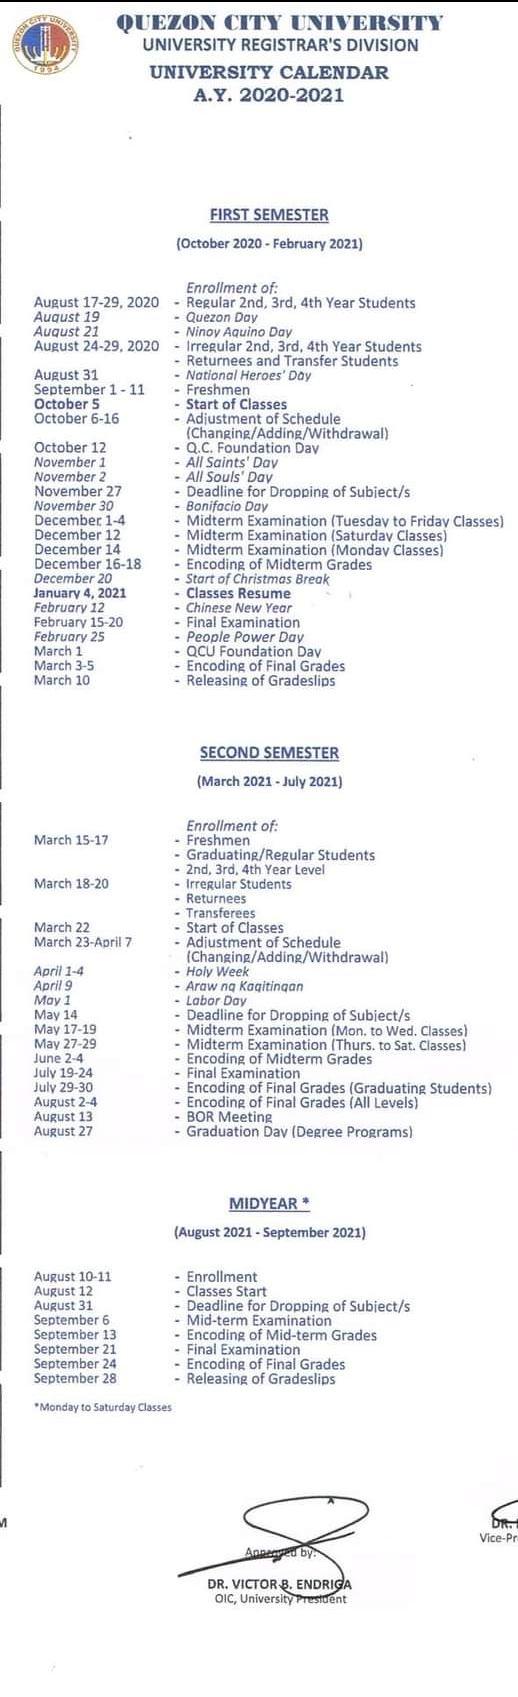 QUEZON CITY UNIVERSITY
1994
QUEZON CITY UNIVERSITY
UNIVERSITY REGISTRAR'S DIVISION
UNIVERSITY CALENDAR
A.Y. 2020-2021
FIRST SEMESTER
(October 2020 - February 2021)
Enrollment of:
August 17-29, 2020 - Regular 2nd, 3rd, 4th Year Students
August 19 - Quezon Day
August 21 - Ninoy Aquino Day
August 24-29, 2020 - Irregular 2nd, 3rd, 4th Year Students
- Returnees and Transfer Students
August 31 - National Heroes' Day
September 1 - 11 - Freshmen
October 5 - Start of Classes
October 6-16 - Adjustment of Schedule
(Changing/Adding/Withdrawal)
October 12 - Q.C. Foundation Day
November 1 - All Saints' Day
November 2 - All Souls' Day
November 27 - Deadline for Dropping of Subject/s
November 30 - Bonifacio Day
December 1-4 - Midterm Examination (Tuesday to Friday Classes)
December 12 - Midterm Examination (Saturday Classes)
December 14 - Midterm Examination (Monday Classes)
December 16-18 - Encoding of Midterm Grades
December 20 - Start of Christmas Break
January 4, 2021 - Classes Resume
February 12 - Chinese New Year
February 15-20 - Final Examination
February 25 - People Power Day
March 1 - QCU Foundation Day
March 3-5 - Encoding of Final Grades
March 10 - Releasing of Gradeslips
SECOND SEMESTER
(March 2021 - July 2021)
Enrollment of:
March 15-17 - Freshmen
- Graduating/Regular Students
- 2nd, 3rd, 4th Year Level
March 18-20 - Irregular Students
- Returnees
- Transferees
March 22 - Start of Classes
March 23-April 7 - Adjustment of Schedule
(Changing/Adding/Withdrawal)
April 1-4 - Holy Week
April 9 - Araw ng Kagitingan
May 1 - Labor Day
May 14 - Deadline for Dropping of Subject/s
May 17-19 - Midterm Examination (Mon. to Wed. Classes)
May 27-29 - Midterm Examination (Thurs. to Sat. Classes)
June 2-4 - Encoding of Midterm Grades
July 19-24 - Final Examination
July 29-30 - Encoding of Final Grades (Graduating Students)
August 2-4 - Encoding of Final Grades (All Levels)
August 13 - BOR Meeting
August 27 - Graduation Day (Degree Programs)
MIDYEAR *
(August 2021 - September 2021)
August 10-11 - Enrollment
August 12 - Classes Start
August 31 - Deadline for Dropping of Subject/s
September 6 - Mid-term Examination
September 13 - Encoding of Mid-term Grades
September 21 - Final Examination
September 24 - Encoding of Final Grades
September 28 - Releasing of Gradeslips
*Monday to Saturday Classes
M
Approved by:
DR. VICTOR B. ENDRIGA
OIC, University President
DR.
Vice-Pr